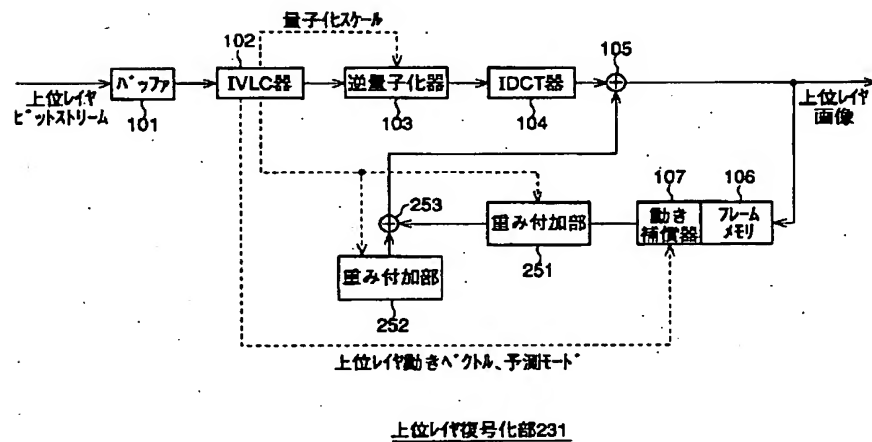 量子化スケール
102
105
バッファ
IVLC器
逆量子化器
IDCT器
上位レイヤ
ビットストリーム
101
103
104
上位レイヤ
画像
107
106
253
重み付加部
動き
補償器
フレーム
メモリ
251
重み付加部
252
上位レイヤ動きベクトル、予測モード
上位レイヤ復号化部231